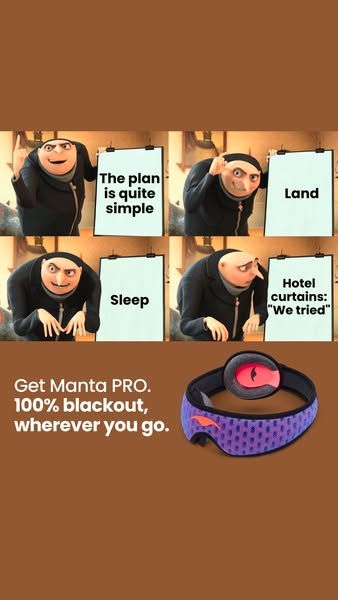 The plan
is quite
simple
Land
Sleep
Hotel
curtains:
"We tried"
Get Manta PRO.
100% blackout,
wherever you go.